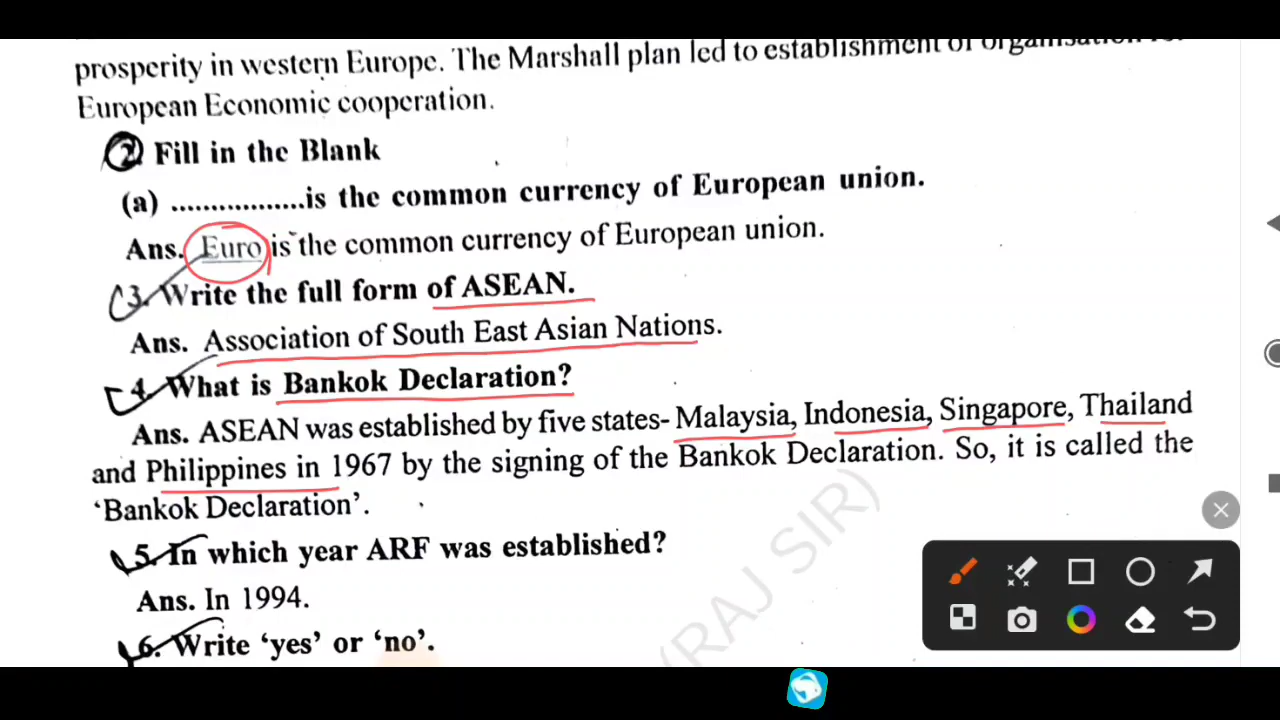 prosperity in western Europe. The Marshall plan led to establishment of organisation for
European Economic cooperation.
2. Fill in the Blank
(a) .................is the common currency of European union.
Ans. Euro is the common currency of European union.
3. Write the full form of ASEAN.
Ans. Association of South East Asian Nations.
4. What is Bankok Declaration?
Ans. ASEAN was established by five states- Malaysia, Indonesia, Singapore, Thailand
and Philippines in 1967 by the signing of the Bankok Declaration. So, it is called the
‘Bankok Declaration’.
5. In which year ARF was established?
Ans. In 1994.
6. Write ‘yes’ or ‘no’.
(RAJ SIR)